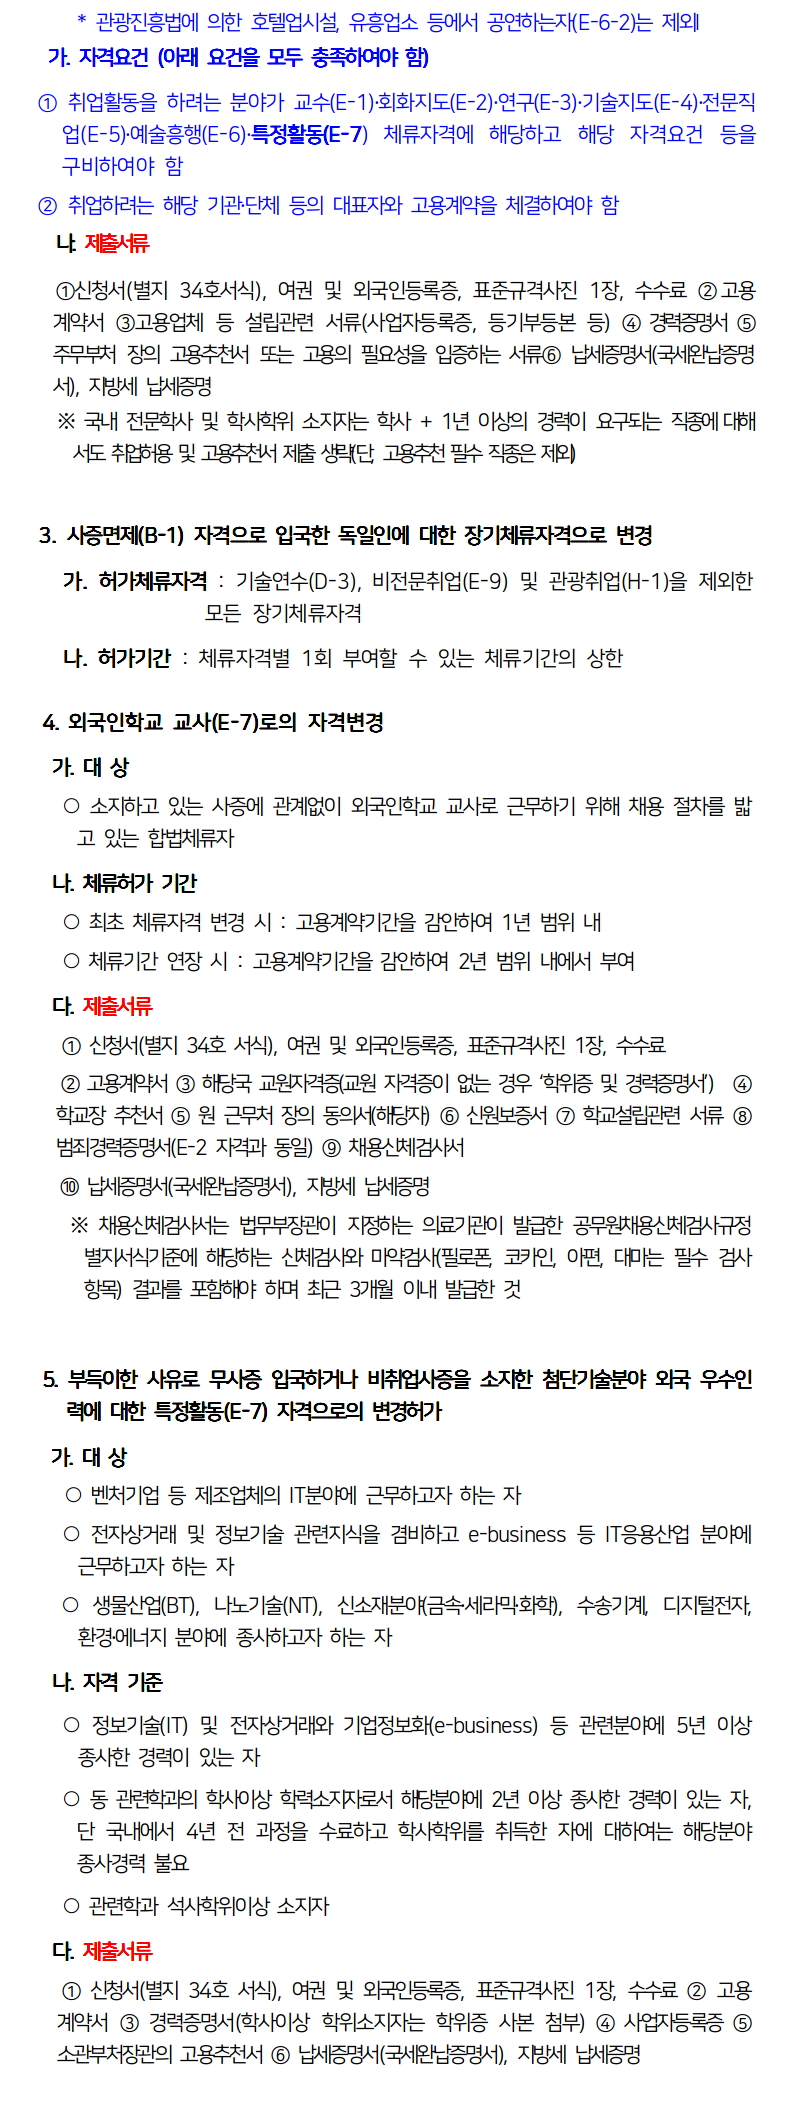 * 관광진흥법에 의한 호텔업시설, 유흥업소 등에서 공연하는자(E-6-2)는 제외
가. 자격요건 (아래 요건을 모두 충족하여야 함)
① 취업활동을 하려는 분야가 교수(E-1)·회화지도(E-2)·연구(E-3)·기술지도(E-4)·전문직
업(E-5)·예술흥행(E-6)·특정활동(E-7) 체류자격에 해당하고 해당 자격요건 등을
구비하여야 함
② 취업하려는 해당 기관·단체 등의 대표자와 고용계약을 체결하여야 함
나. 제출서류
①신청서(별지 34호서식), 여권 및 외국인등록증, 표준규격사진 1장, 수수료 ②고용
계약서 ③고용업체 등 설립관련 서류(사업자등록증, 등기부등본 등) ④ 경력증명서 ⑤
주무부처 장의 고용추천서 또는 고용의 필요성을 입증하는 서류⑥ 납세증명서(국세완납증명
서), 지방세 납세증명
※ 국내 전문학사 및 학사학위 소지자는 학사 + 1년 이상의 경력이 요구되는 직종에 대해
서도 취업허용 및 고용추천서 제출 생략(단, 고용추천 필수 직종은 제외)
3. 사증면제(B-1) 자격으로 입국한 독일인에 대한 장기체류자격으로 변경
가. 허가체류자격 : 기술연수(D-3), 비전문취업(E-9) 및 관광취업(H-1)을 제외한
모든 장기체류자격
나. 허가기간 : 체류자격별 1회 부여할 수 있는 체류기간의 상한
4. 외국인학교 교사(E-7)로의 자격변경
가. 대 상
○ 소지하고 있는 사증에 관계없이 외국인학교 교사로 근무하기 위해 채용 절차를 밟
고 있는 합법체류자
나. 체류허가 기간
○ 최초 체류자격 변경 시 : 고용계약기간을 감안하여 1년 범위 내
○ 체류기간 연장 시 : 고용계약기간을 감안하여 2년 범위 내에서 부여
다. 제출서류
① 신청서(별지 34호 서식), 여권 및 외국인등록증, 표준규격사진 1장, 수수료
② 고용계약서 ③ 해당국 교원자격증(교원 자격증이 없는 경우 ‘학위증 및 경력증명서’) ④
학교장 추천서 ⑤ 원 근무처 장의 동의서(해당자) ⑥ 신원보증서 ⑦ 학교설립관련 서류 ⑧
범죄경력증명서(E-2 자격과 동일) ⑨ 채용신체검사서
⑩ 납세증명서(국세완납증명서), 지방세 납세증명
※ 채용신체검사서는 법무부장관이 지정하는 의료기관이 발급한 공무원채용신체검사규정
별지서식기준에 해당하는 신체검사와 마약검사(필로폰, 코카인, 아편, 대마는 필수 검사
항목) 결과를 포함해야 하며 최근 3개월 이내 발급한 것
5. 부득이한 사유로 무사증 입국하거나 비취업사증을 소지한 첨단기술분야 외국 우수인
력에 대한 특정활동(E-7) 자격으로의 변경허가
가. 대 상
○ 벤처기업 등 제조업체의 IT분야에 근무하고자 하는 자
○ 전자상거래 및 정보기술 관련지식을 겸비하고 e-business 등 IT응용산업 분야에
근무하고자 하는 자
○ 생물산업(BT), 나노기술(NT), 신소재분야(금속·세라믹·화학), 수송기계, 디지털전자,
환경·에너지 분야에 종사하고자 하는 자
나. 자격 기준
○ 정보기술(IT) 및 전자상거래와 기업정보화(e-business) 등 관련분야에 5년 이상
종사한 경력이 있는 자
○ 동 관련학과의 학사이상 학력소지자로서 해당분야에 2년 이상 종사한 경력이 있는 자,
단 국내에서 4년 전 과정을 수료하고 학사학위를 취득한 자에 대하여는 해당분야
종사경력 불요
○ 관련학과 석사학위이상 소지자
다. 제출서류
① 신청서(별지 34호 서식), 여권 및 외국인등록증, 표준규격사진 1장, 수수료 ② 고용
계약서 ③ 경력증명서(학사이상 학위소지자는 학위증 사본 첨부) ④ 사업자등록증 ⑤
소관부처장관의 고용추천서 ⑥ 납세증명서(국세완납증명서), 지방세 납세증명